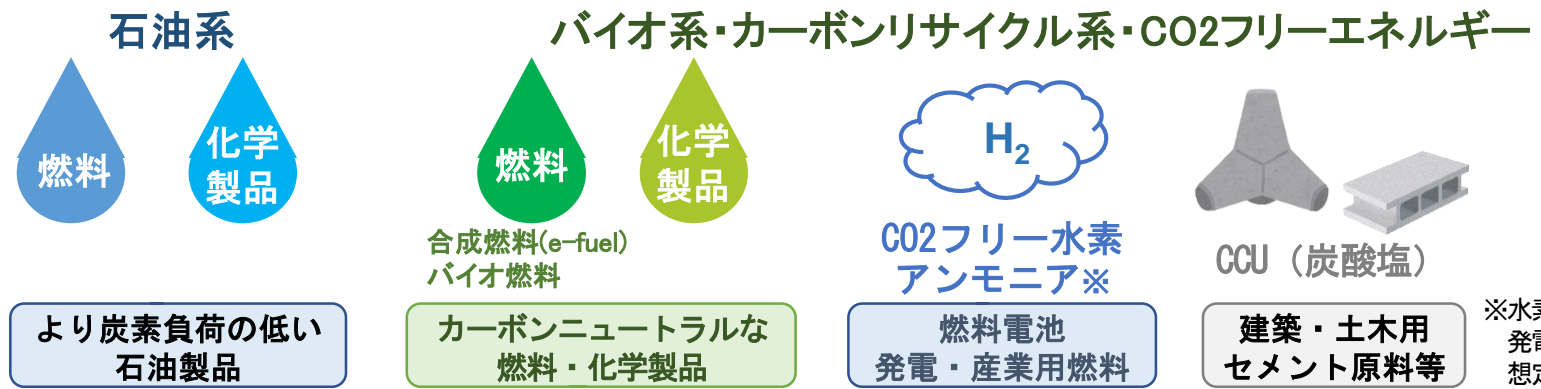 石油系
バイオ系・カーボンリサイクル系・CO2フリーエネルギー
燃料
化学
製品
燃料
化学
製品
合成燃料(e-fuel)
バイオ燃料
H₂
CO2フリー水素
アンモニア※
CCU（炭酸塩）
より炭素負荷の低い
石油製品
カーボンニュートラルな
燃料・化学製品
燃料電池
発電・産業用燃料
建築・土木用
セメント原料等
※水素
発電
想定